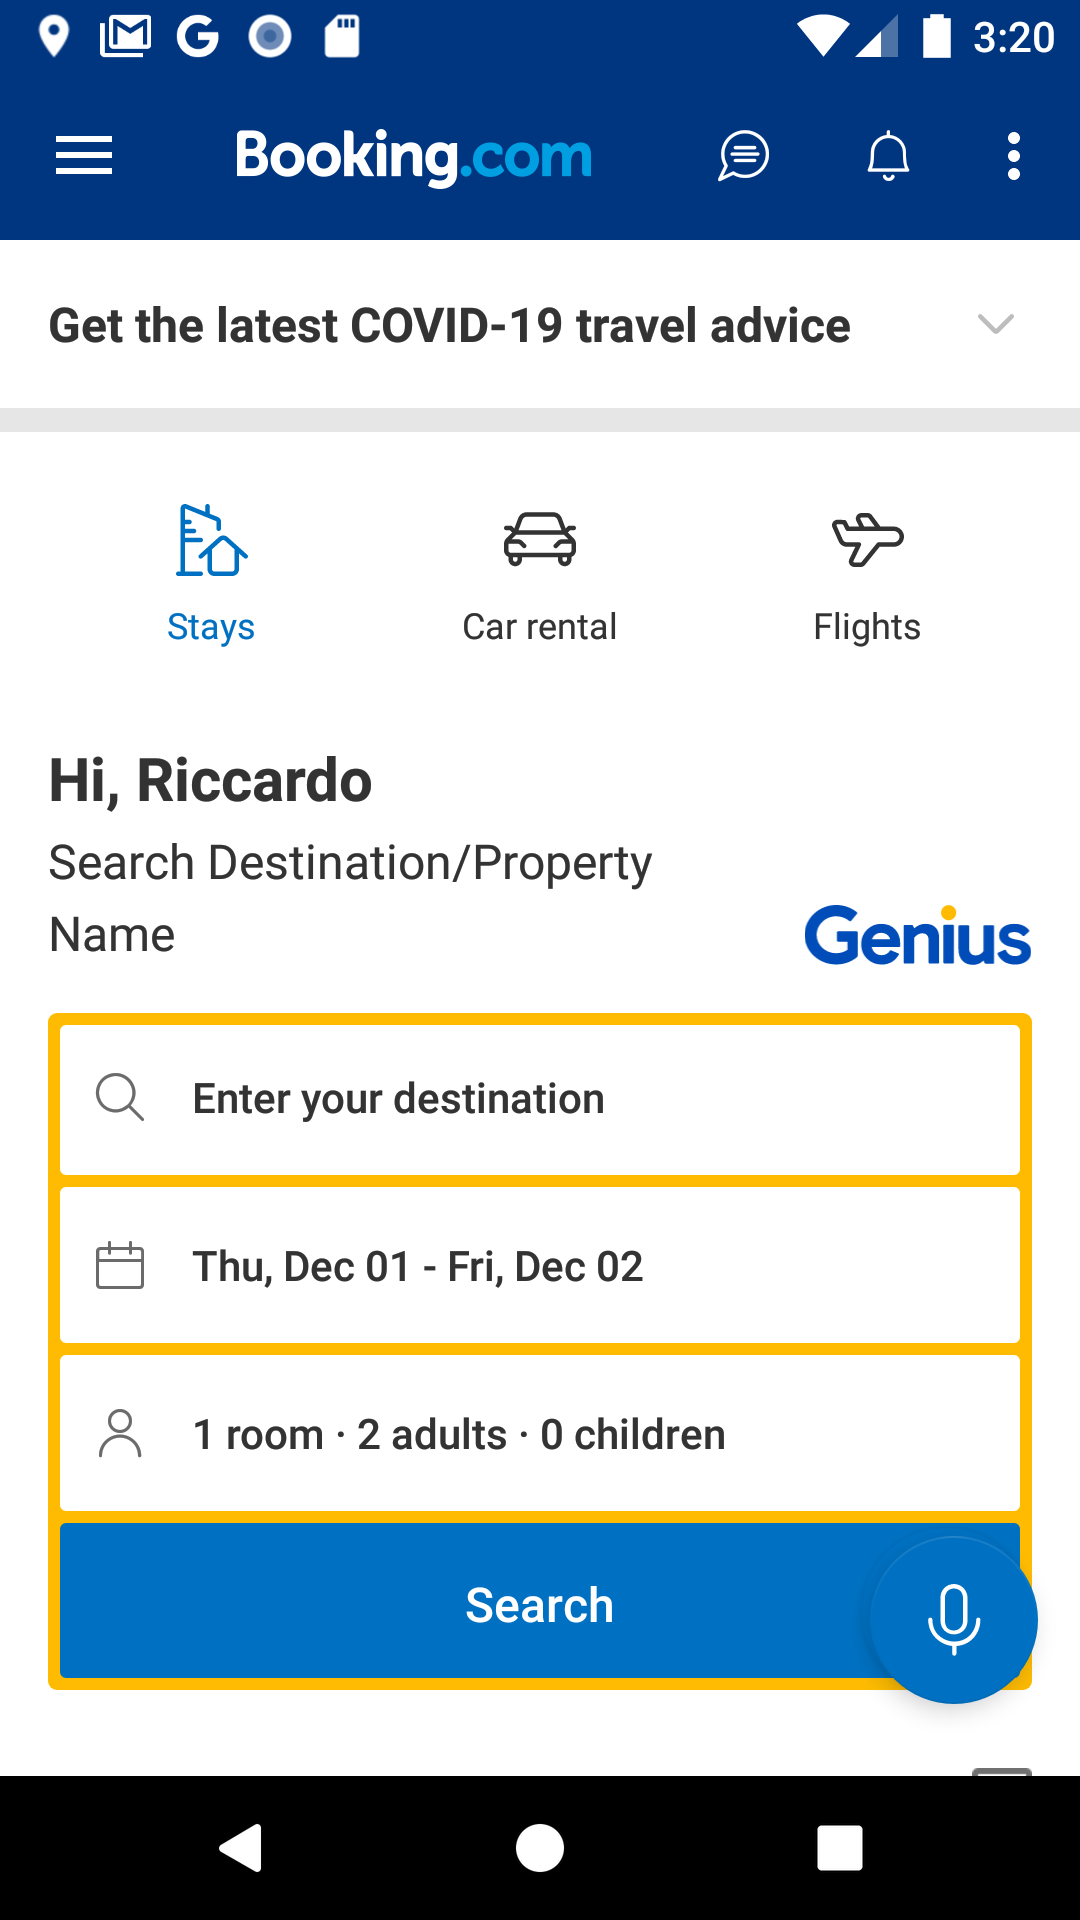 3:20
Booking.com
Get the latest COVID-19 travel advice
Stays
Car rental
Flights
Hi, Riccardo
Search Destination/Property
Name
Genius
Enter your destination
Thu, Dec 01 - Fri, Dec 02
1 room · 2 adults · 0 children
Search